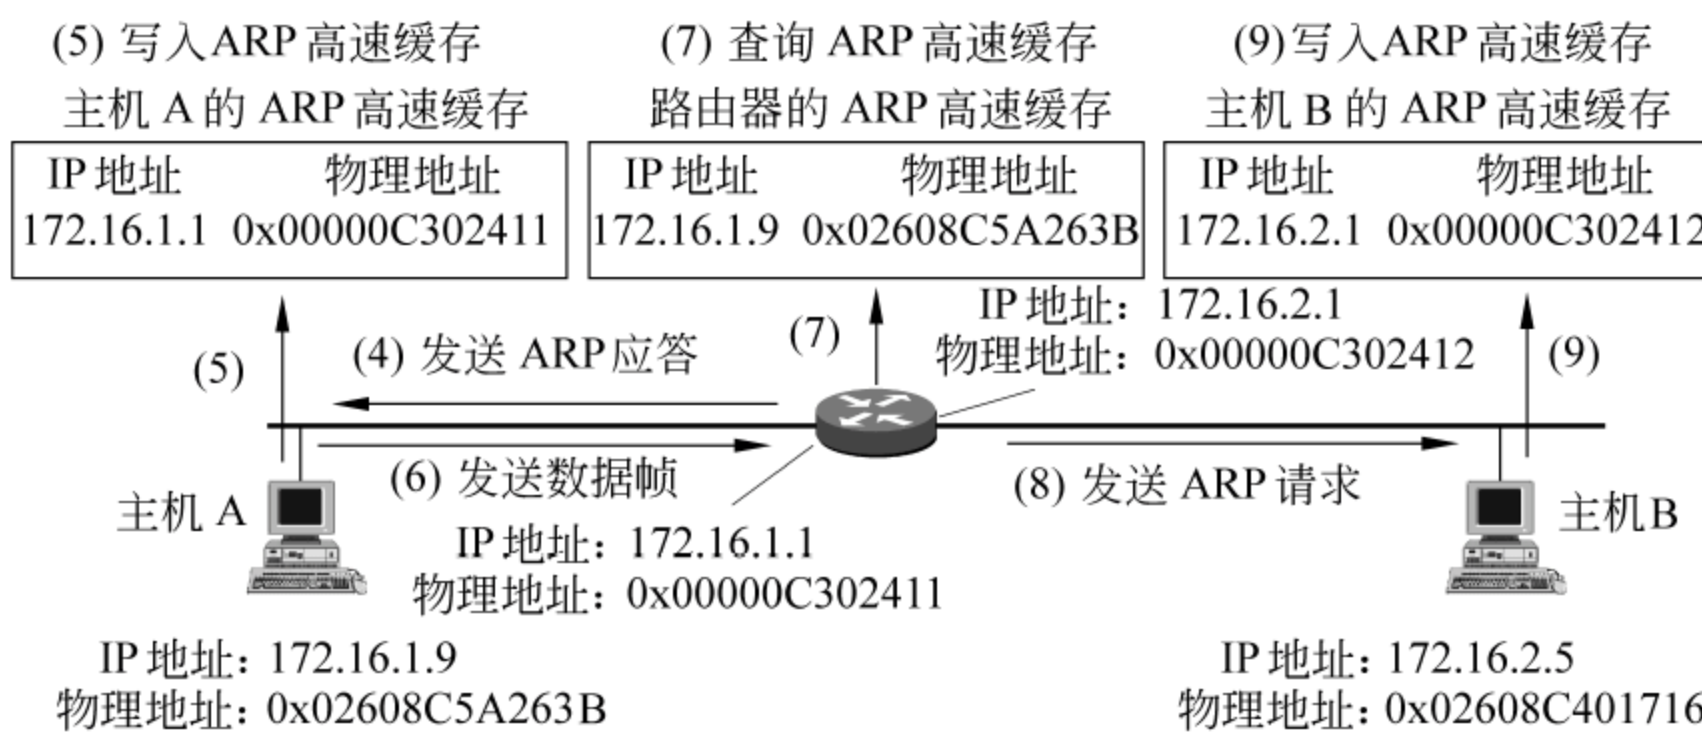 (5) 写入ARP高速缓存
主机 A 的 ARP 高速缓存
IP 地址 物理地址
172.16.1.1 0x00000C302411
(7) 查询 ARP 高速缓存
路由器的 ARP 高速缓存
IP 地址 物理地址
172.16.1.9 0x02608C5A263B
(9)写入ARP 高速缓存
主机 B 的 ARP 高速缓存
IP 地址 物理地址
172.16.2.1 0x00000C302412
IP 地址：172.16.2.1
物理地址：0x00000C302412
(5)
(4) 发送 ARP应答
(7)
(9)
(6) 发送数据帧
(8) 发送 ARP 请求
主机 A
主机B
IP 地址：172.16.1.1
物理地址：0x00000C302411
IP 地址：172.16.1.9
物理地址：0x02608C5A263B
IP 地址：172.16.2.5
物理地址：0x02608C401716